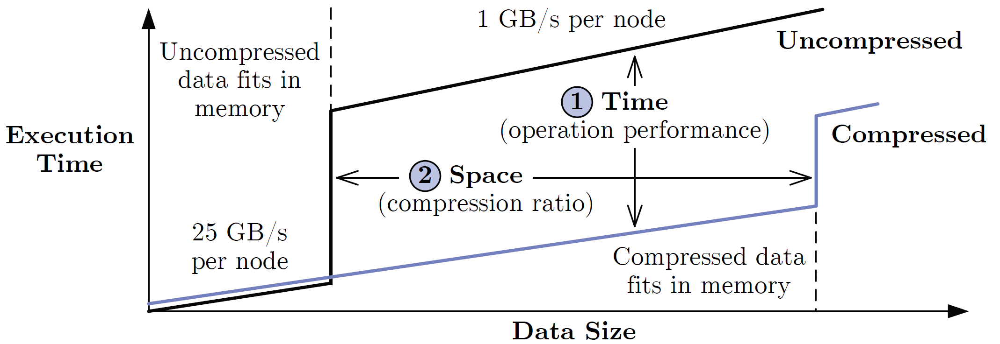 1 GB/s per node
Uncompressed
Uncompressed
data fits in
memory
1 Time
(operation performance)
Execution
Time
Compressed
2 Space
(compression ratio)
25 GB/s
per node
Compressed data
fits in memory
Data Size